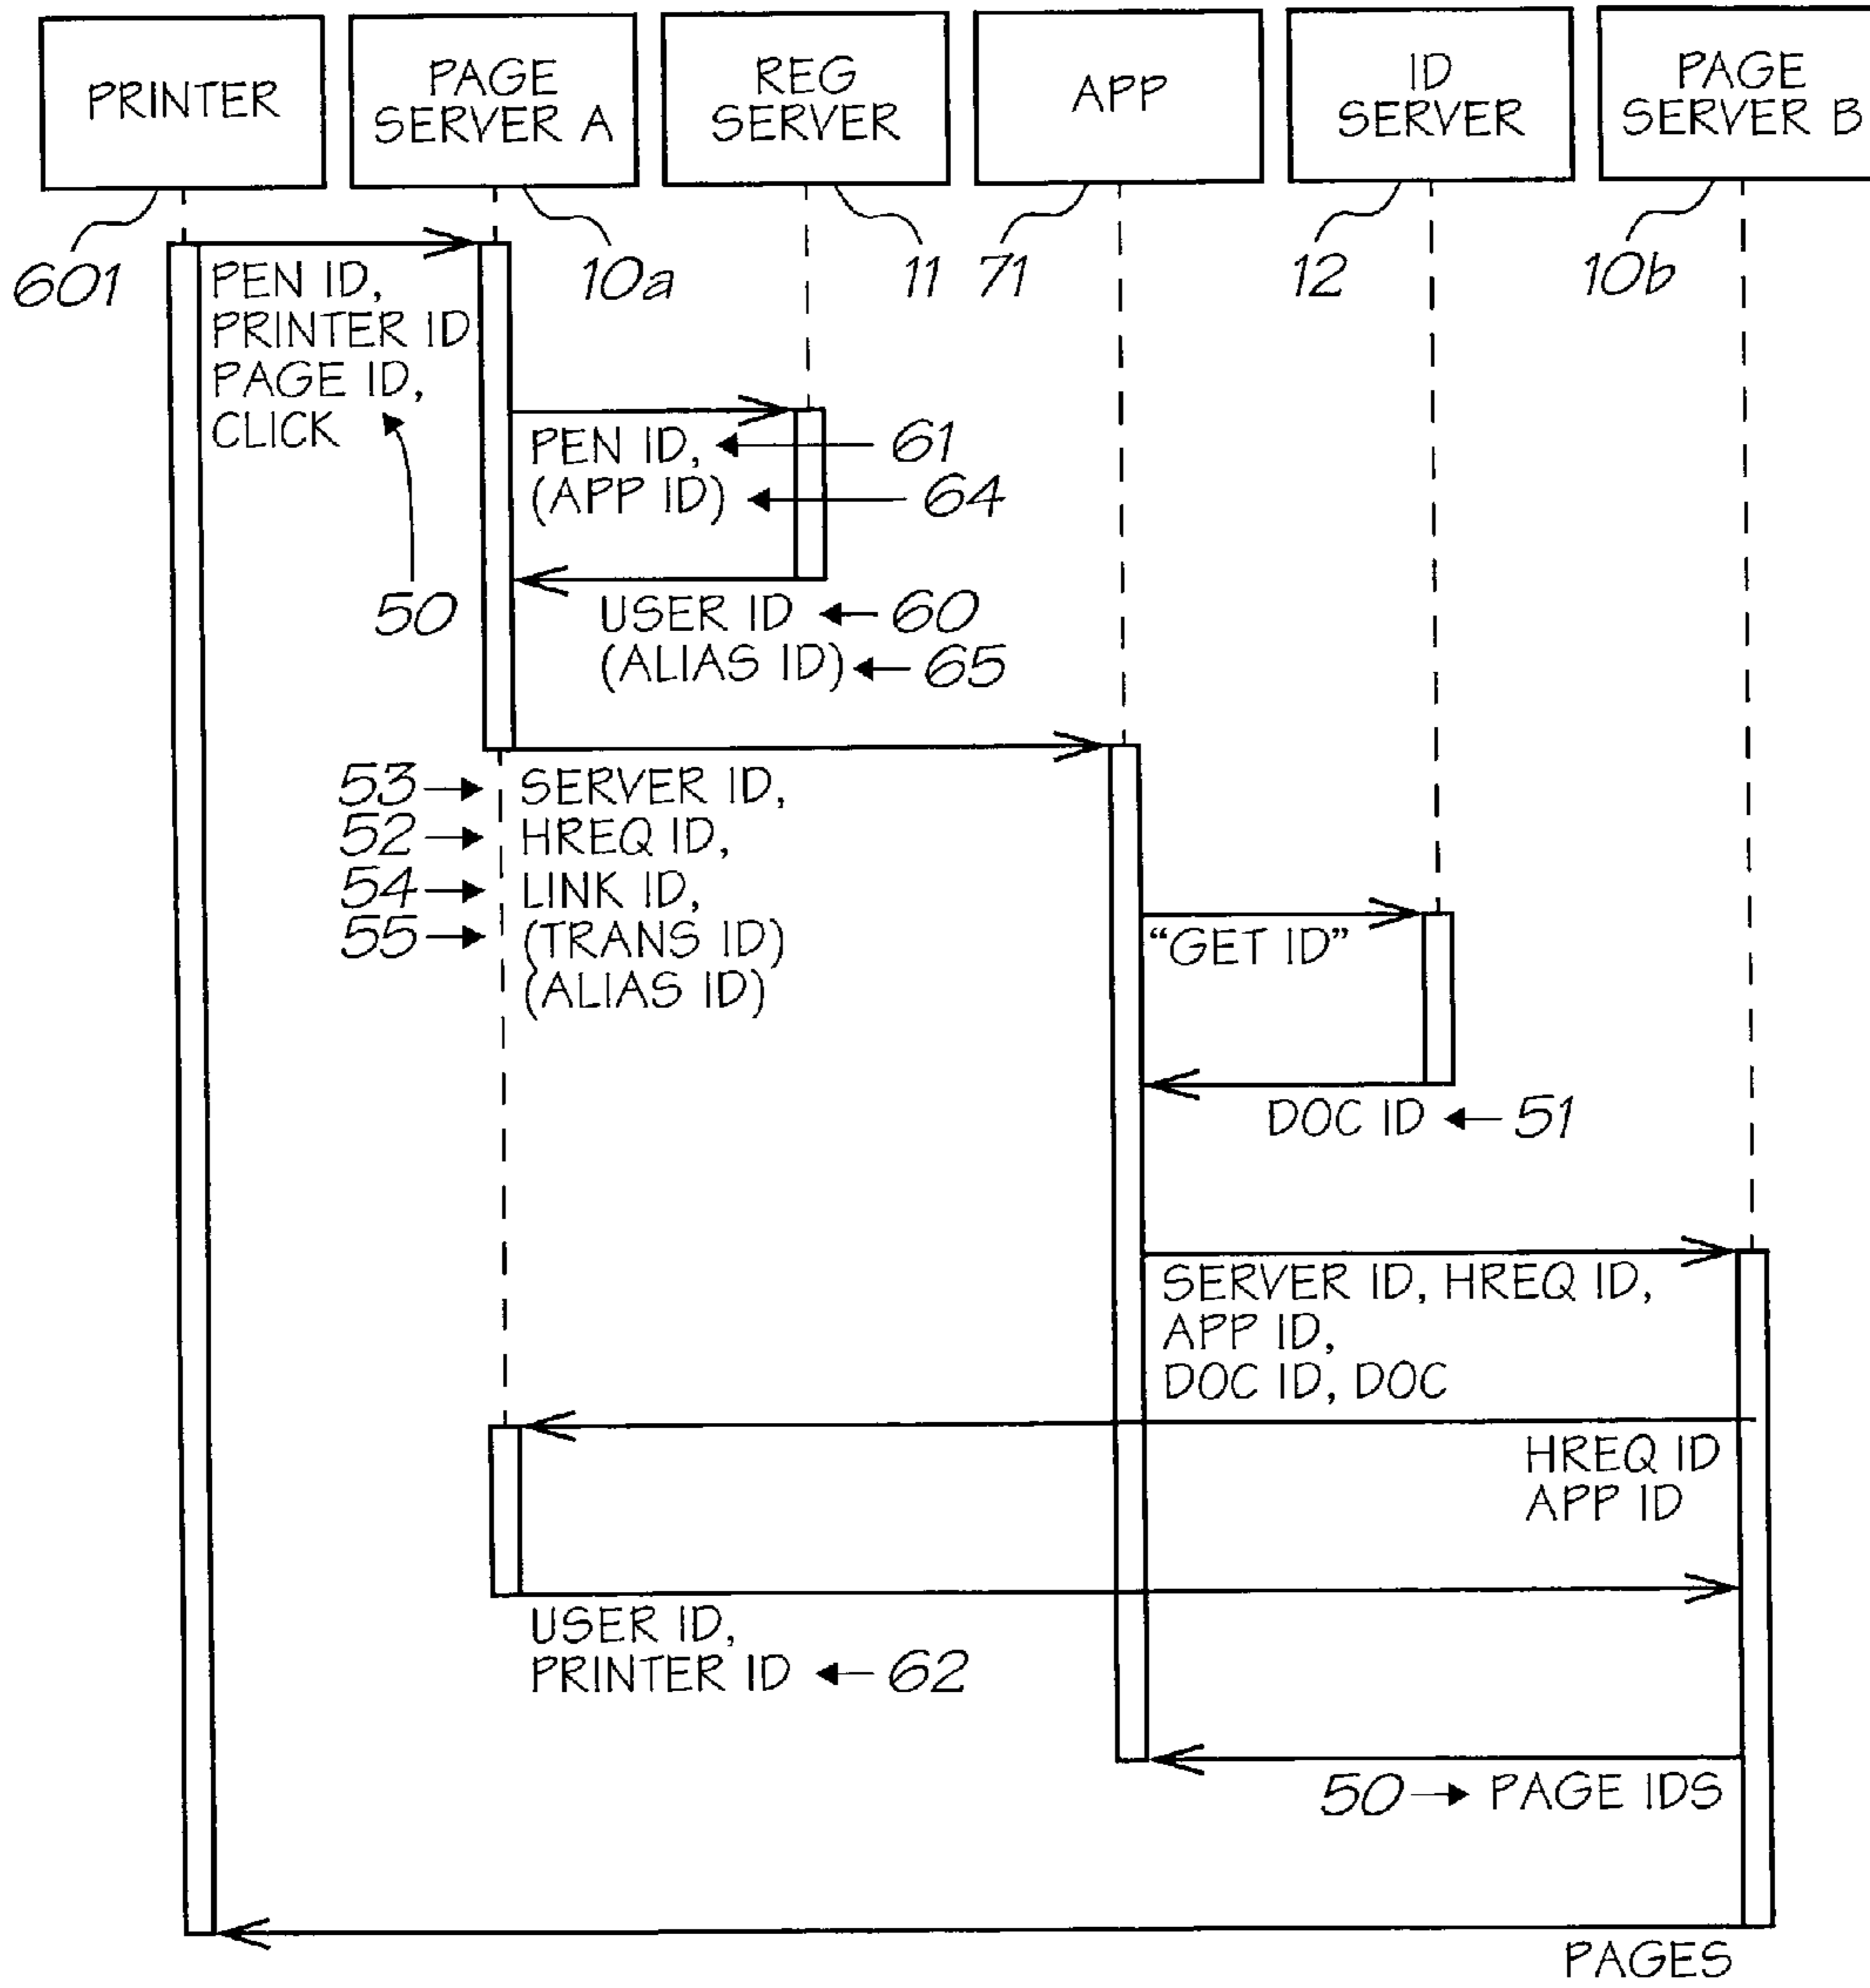 PRINTER
PAGE
SERVER A
REG
SERVER
APP
ID
SERVER
PAGE
SERVER B
601
10a
11
71
12
10b
PEN ID,
PRINTER ID
PAGE ID,
CLICK
50
PEN ID,
61
(APP ID)
64
USER ID
60
(ALIAS ID)
65
53
SERVER ID,
52
HREQ ID,
54
LINK ID,
55
(TRANS ID)
(ALIAS ID)
“GET ID”
DOC ID
51
SERVER ID, HREQ ID,
APP ID,
DOC ID, DOC
HREQ ID
APP ID
USER ID,
PRINTER ID
62
50
PAGE IDS
PAGES